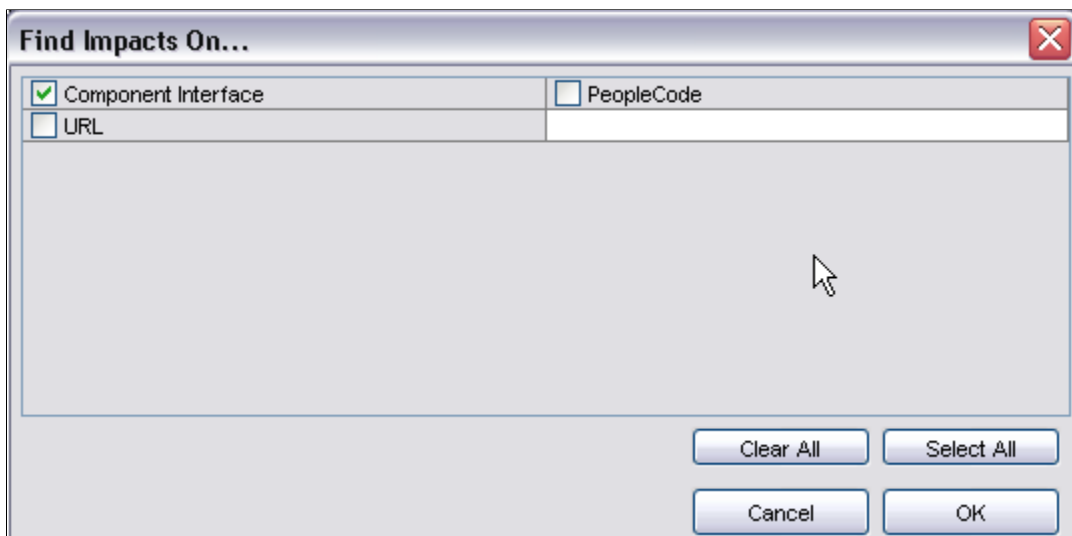 Find Impacts On...
Component Interface
PeopleCode
URL
Clear All
Select All
Cancel
OK